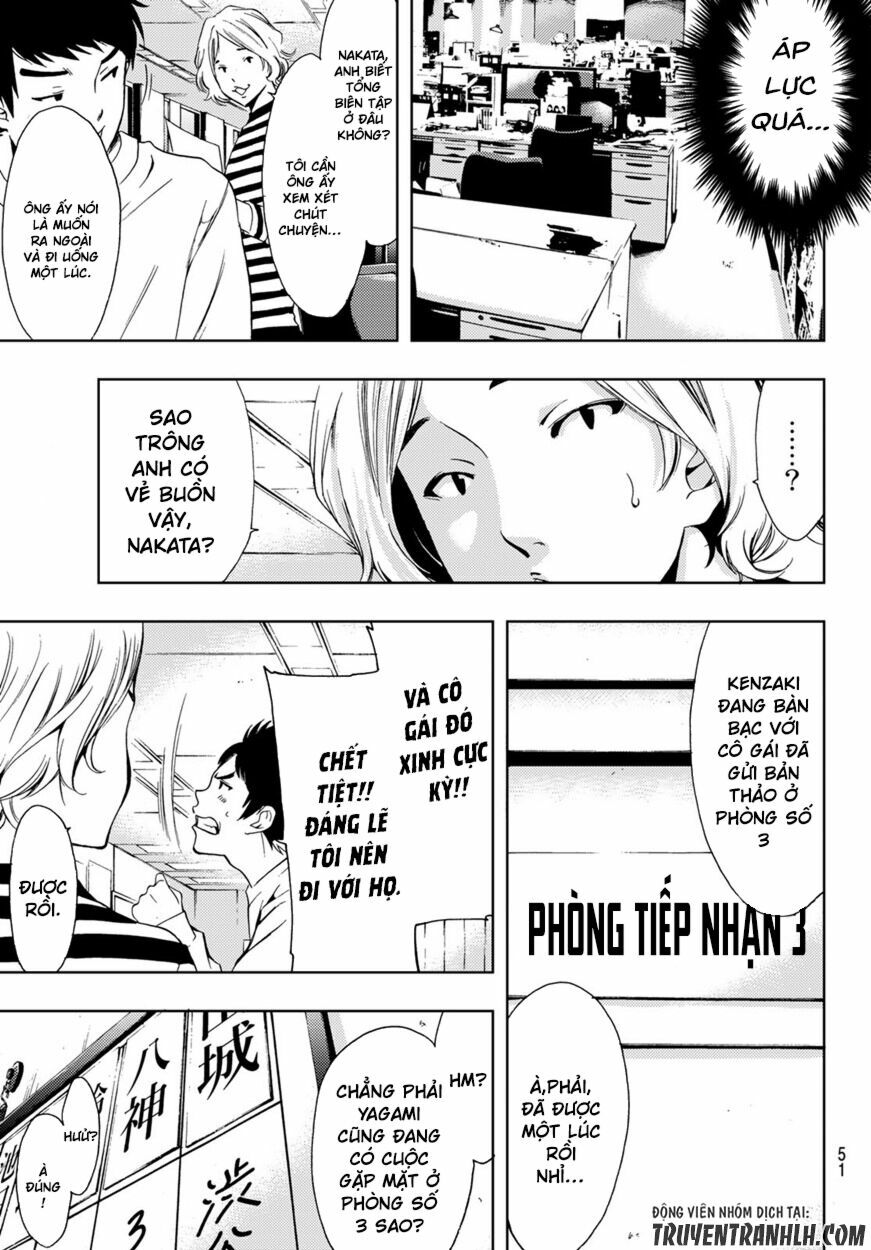 ÁP
LỰC
QUÁ...
NAKATA,
ANH BIẾT
TỔNG
BIÊN TẬP
Ở ĐÂU
KHÔNG?
TÔI CẦN
ÔNG ẤY
XEM XÉT
CHÚT
CHUYỆN...
ÔNG ẤY NÓI
LÀ MUỐN
RA NGOÀI
VÀ ĐI UỐNG
MỘT LÚC.
......?
SAO
TRÔNG
ANH CÓ
VẺ BUỒN
VẬY,
NAKATA?
KENZAKI
ĐANG BÀN
BẠC VỚI
CÔ GÁI ĐÃ
GỬI BẢN
THẢO Ở
PHÒNG SỐ
3
PHÒNG TIẾP NHẬN 3
VÀ CÔ
GÁI ĐÓ
XINH CỰC
KỲ!!
CHẾT
TIỆT!!
ĐÁNG LẼ
TÔI NÊN
ĐI VỚI HỌ.
ĐƯỢC
RỒI.
À,PHẢI,
ĐÃ ĐƯỢC
MỘT LÚC
RỒI
NHỈ...
HM?
CHẲNG PHẢI
YAGAMI
CŨNG ĐANG
CÓ CUỘC
GẶP MẶT Ở
PHÒNG SỐ
3 SAO?
城
八神
渋
3
HƯỬ?
À
ĐÚNG
!
51
ĐỘNG VIÊN NHÓM DỊCH TẠI:
TRUYENTRANHLH.COM